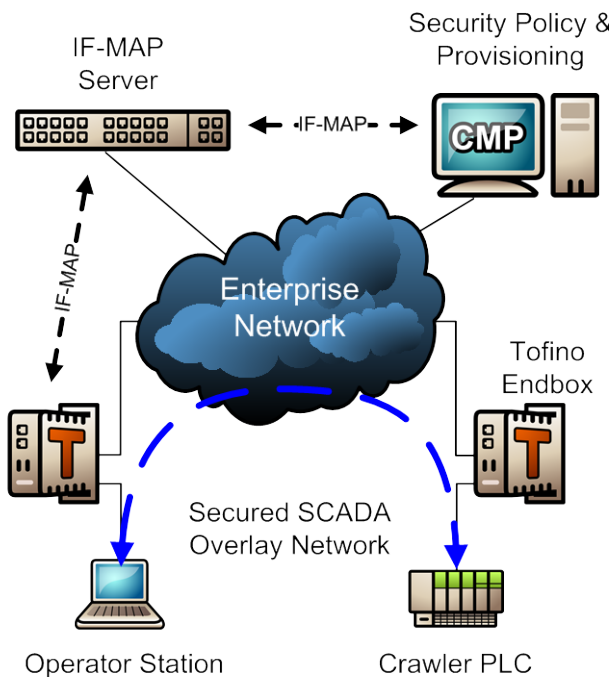 Security Policy &
Provisioning
IF-MAP
Server
IF-MAP
CMP
IF-MAP
Enterprise
Network
Tofino
Endbox
T
T
Secured SCADA
Overlay Network
Operator Station
Crawler PLC